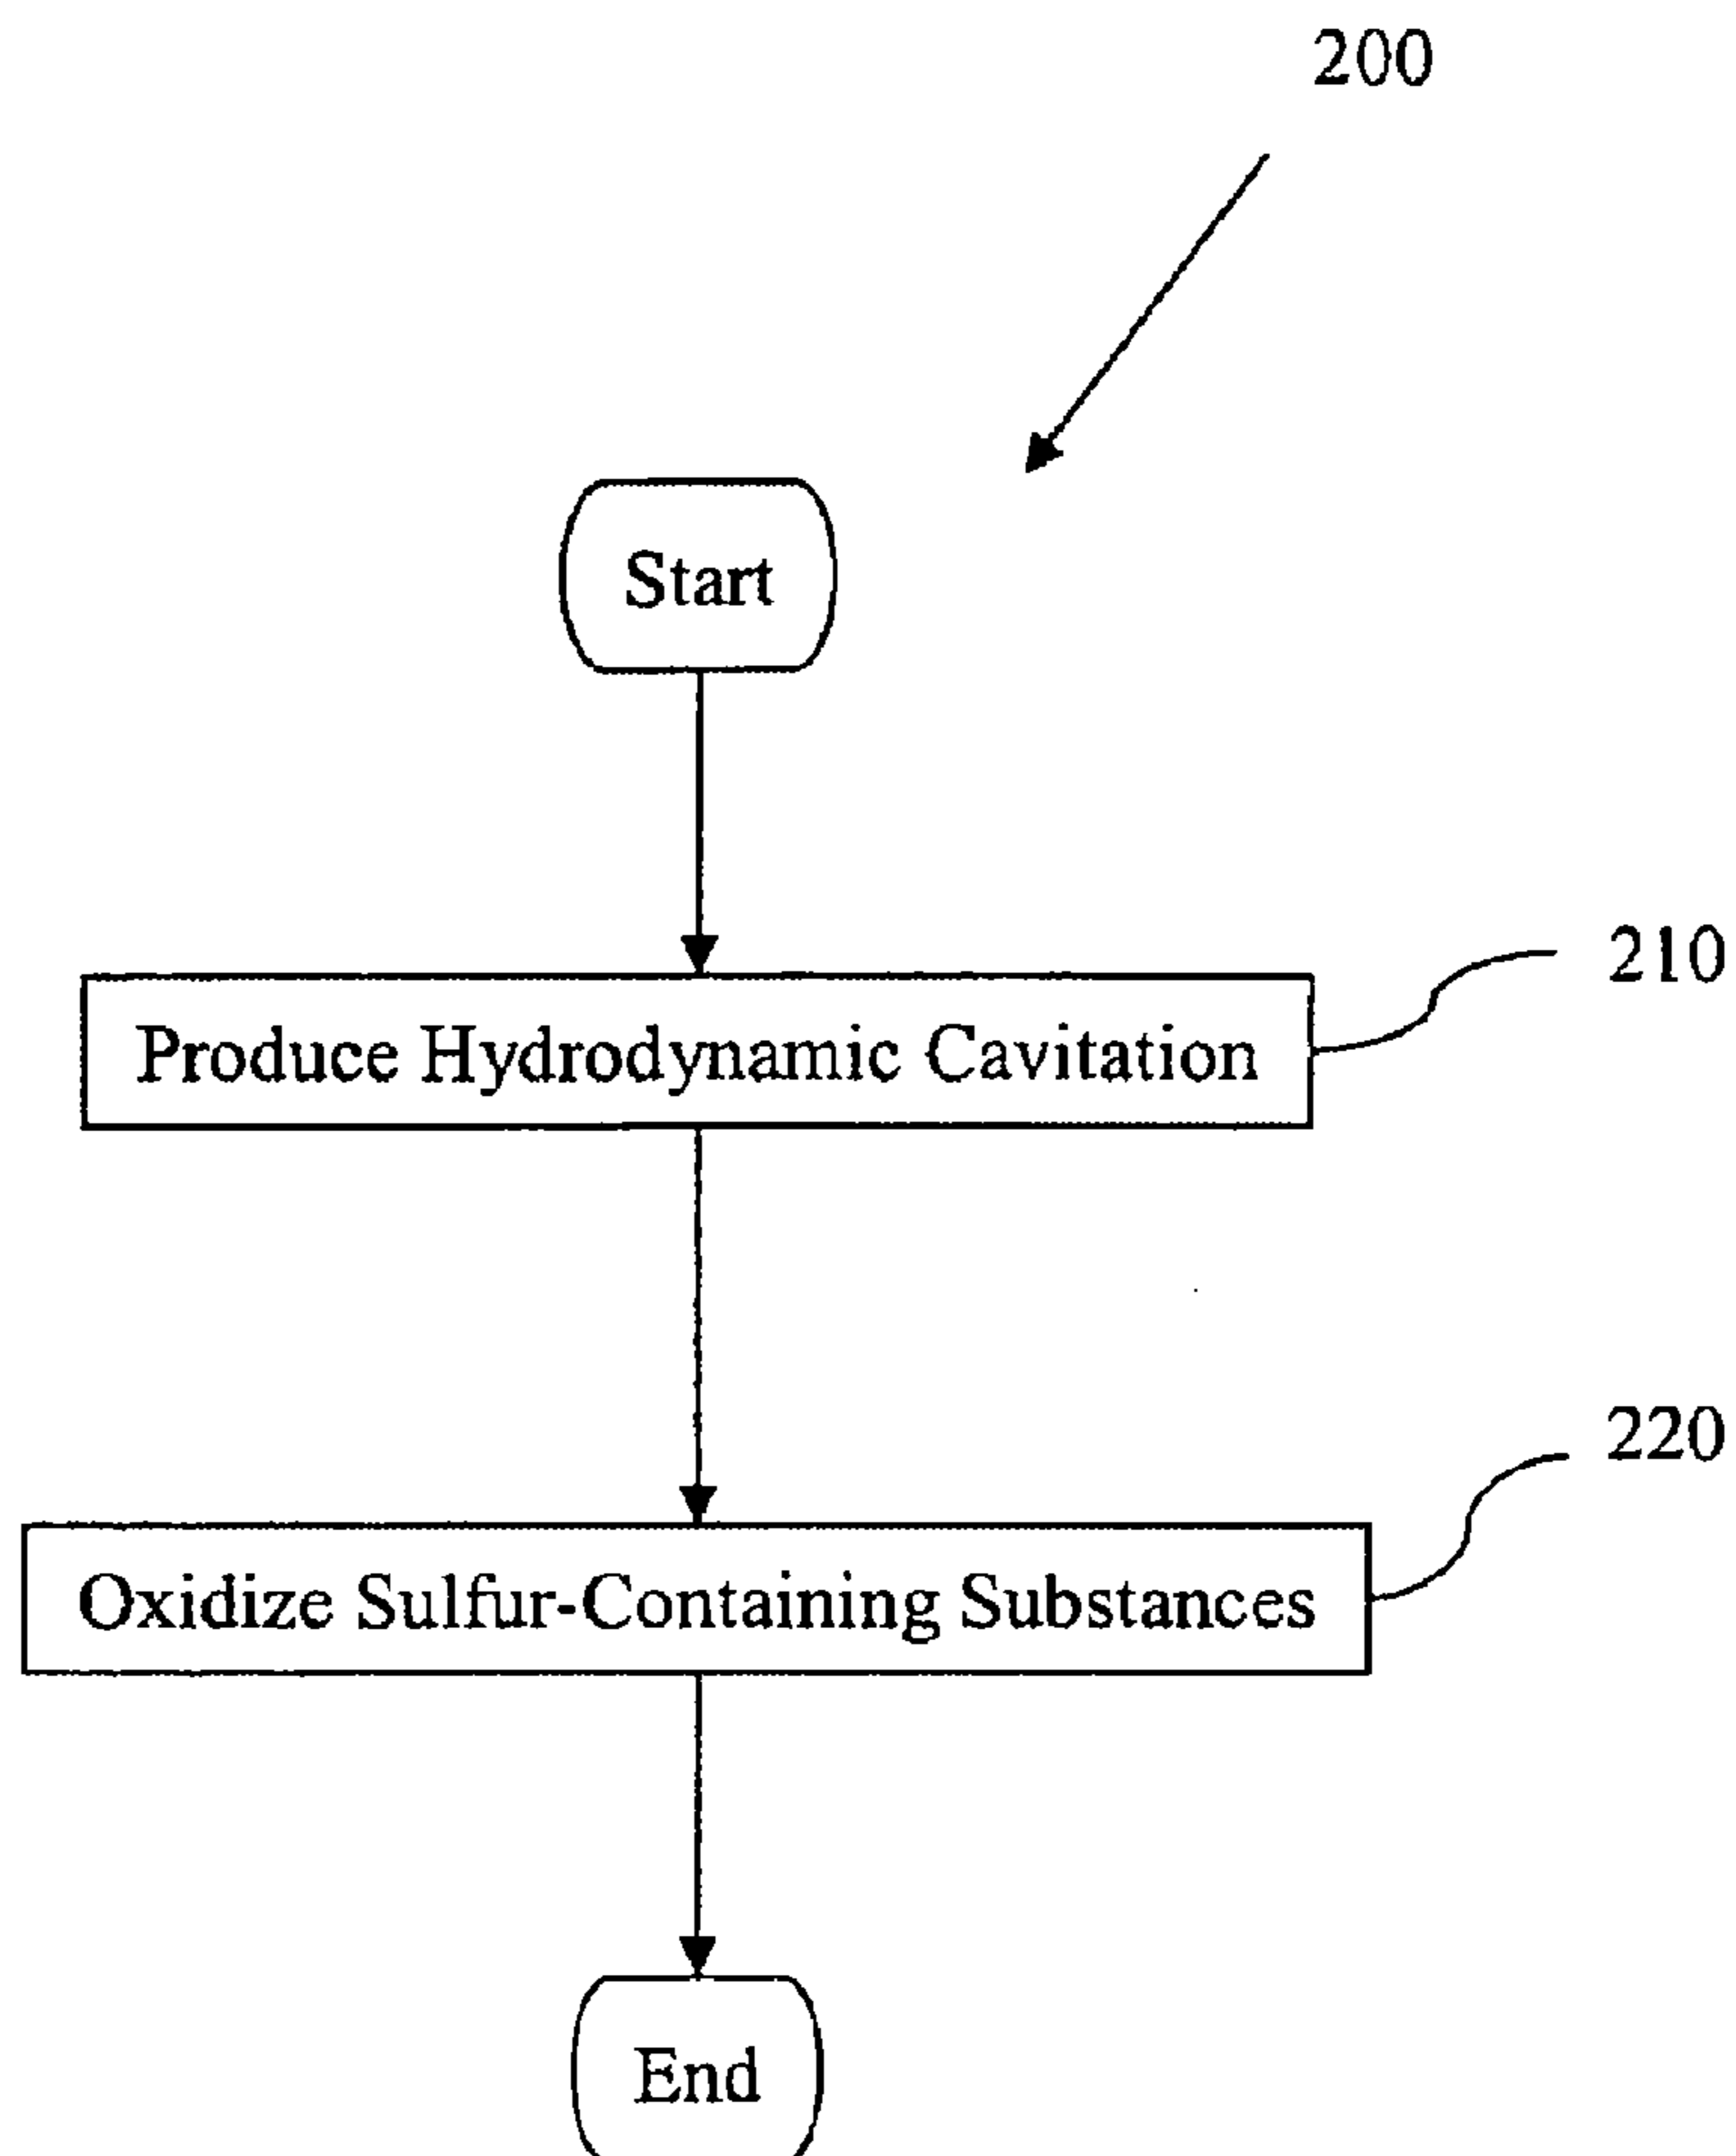 200
Start
210
Produce Hydrodynamic Cavitation
220
Oxidize Sulfur-Containing Substances
End